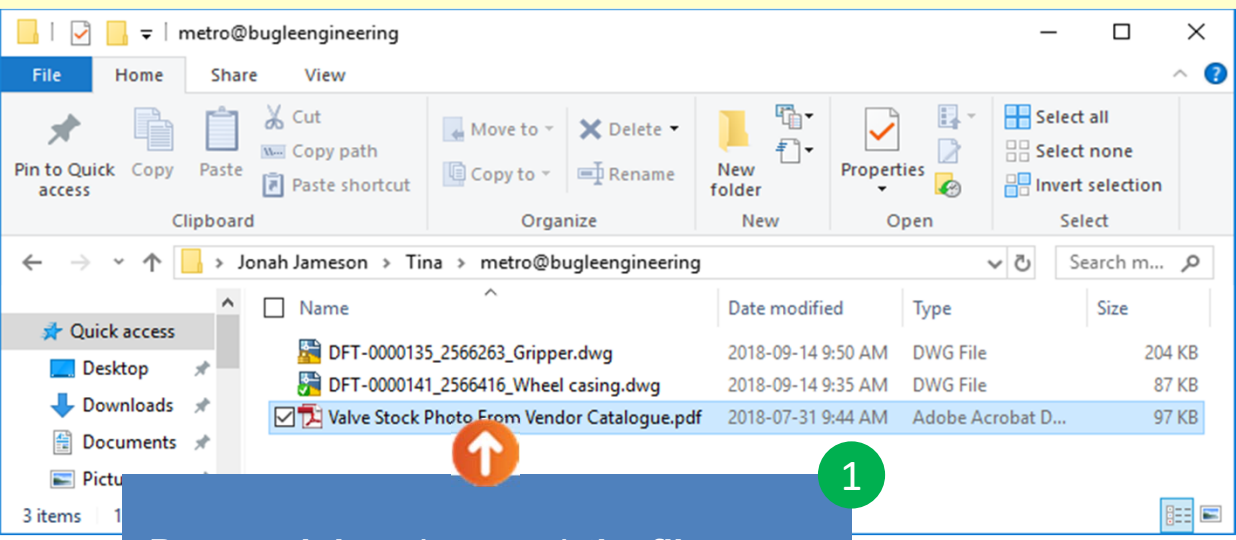 metro@bugleengineering
File Home Share View
Pin to Quick access
Copy
Paste
Cut
Copy path
Paste shortcut
Clipboard
Move to
Copy to
Delete
Rename
Organize
New folder
New
Properties
Open
Select all
Select none
Invert selection
Select
Jonah Jameson > Tina > metro@bugleengineering
Search m...
Name Date modified Type Size
Quick access
Desktop
Downloads
Documents
Pictu
DFT-0000135_2566263_Gripper.dwg 2018-09-14 9:50 AM DWG File 204 KB
DFT-0000141_2566416_Wheel casing.dwg 2018-09-14 9:35 AM DWG File 87 KB
Valve Stock Photo From Vendor Catalogue.pdf 2018-07-31 9:44 AM Adobe Acrobat D... 97 KB
1
3 items 1